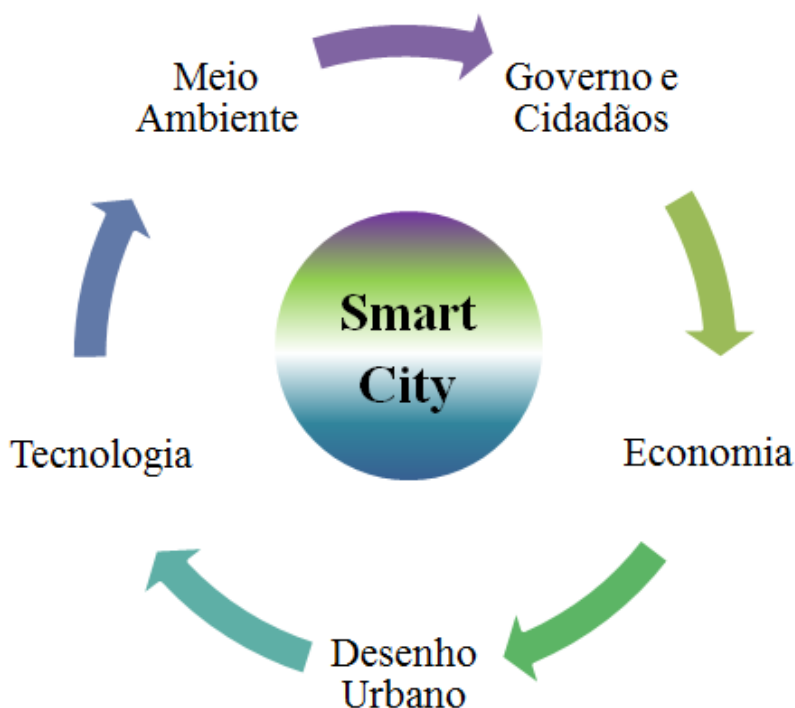 Meio
Ambiente
Governo e
Cidadãos
Smart
City
Tecnologia
Economia
Desenho
Urbano